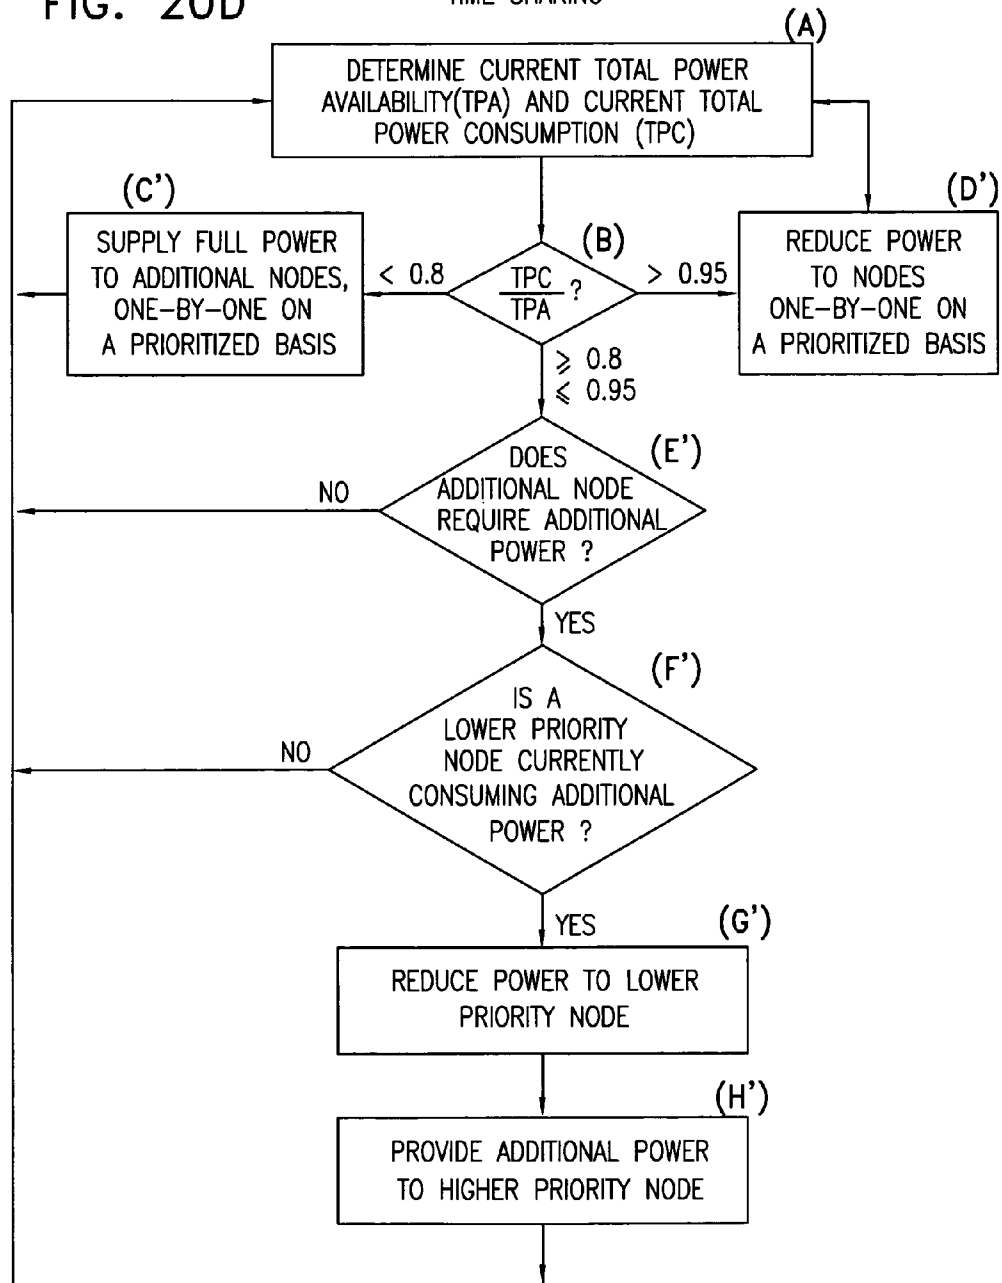 FIG. 20D
TIME SHARING
(A)
DETERMINE CURRENT TOTAL POWER
AVAILABILITY(TPA) AND CURRENT TOTAL
POWER CONSUMPTION (TPC)
(C')
SUPPLY FULL POWER
TO ADDITIONAL NODES,
ONE-BY-ONE ON
A PRIORITIZED BASIS
< 0.8
(B)
TPC
TPA
?
> 0.95
(D')
REDUCE POWER
TO NODES
ONE-BY-ONE ON
A PRIORITIZED BASIS
⩾ 0.8
⩽ 0.95
(E')
DOES
ADDITIONAL NODE
REQUIRE ADDITIONAL
POWER ?
NO
YES
(F')
IS A
LOWER PRIORITY
NODE CURRENTLY
CONSUMING ADDITIONAL
POWER ?
NO
YES
(G')
REDUCE POWER TO LOWER
PRIORITY NODE
(H')
PROVIDE ADDITIONAL POWER
TO HIGHER PRIORITY NODE